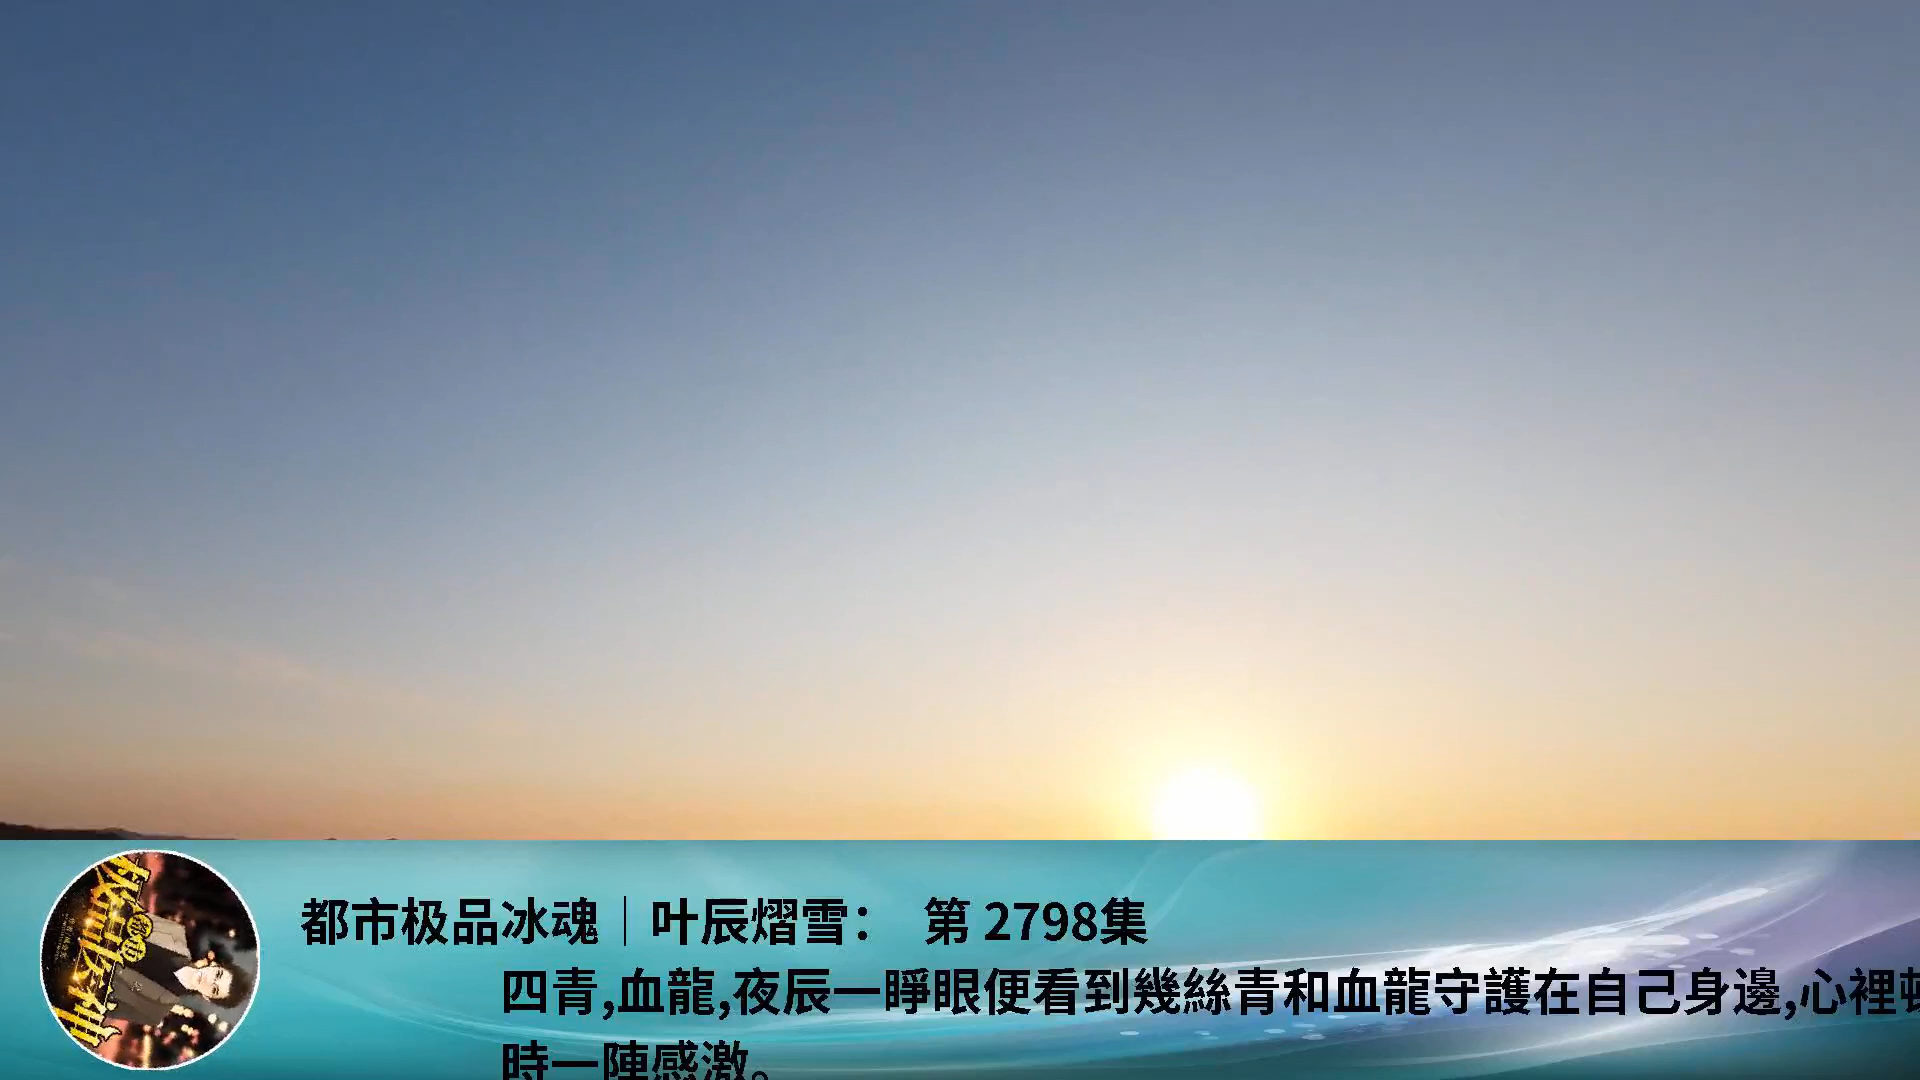 都市极品冰魂｜叶辰熠雪： 第 2798集
四青,血龍,夜辰一睜眼便看到幾絲青和血龍守護在自己身邊,心裡頓
時一陣感激。